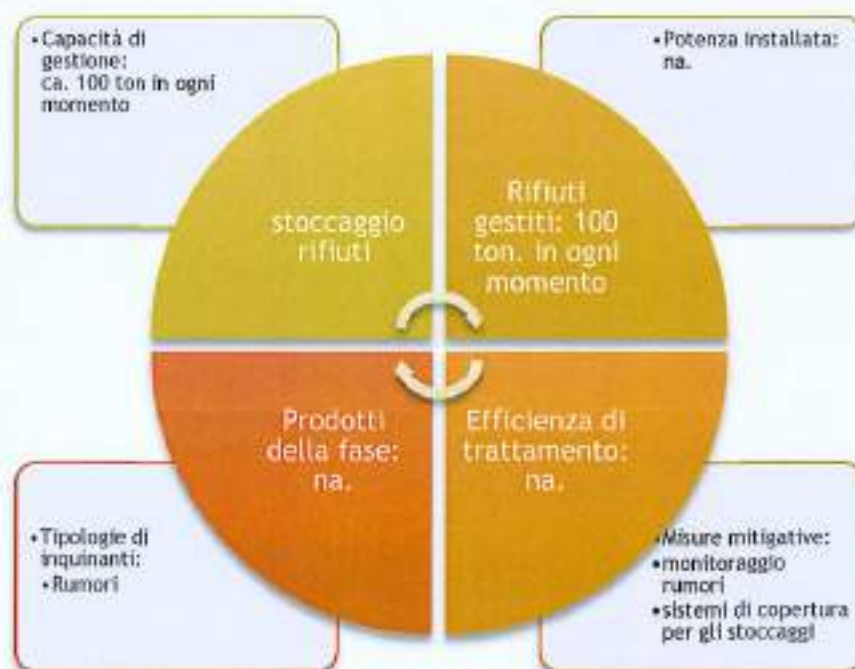 •Capacità di
gestione:
ca. 100 ton in ogni
momento
•Potenza installata:
na.
stoccaggio
rifiuti
Rifiuti
gestiti: 100
ton. in ogni
momento
Prodotti
della fase:
na.
Efficienza di
trattamento:
na.
•Tipologie di
inquinanti:
•Rumori
•Misure mitigative:
•monitoraggio
rumori
•sistemi di copertura
per gli stoccaggi